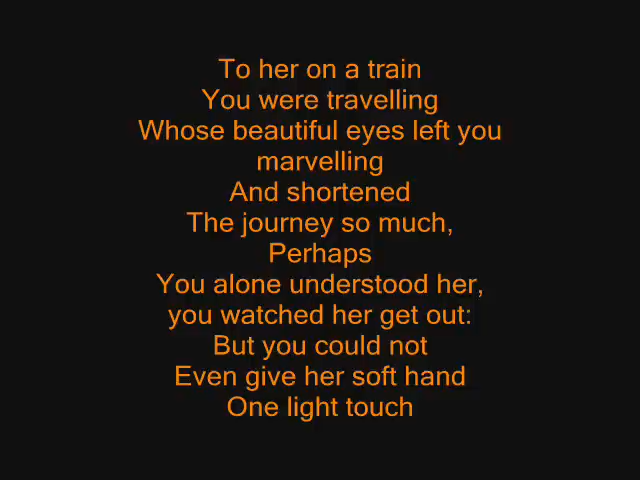 To her on a train
You were travelling
Whose beautiful eyes left you
marvelling
And shortened
The journey so much,
Perhaps
You alone understood her,
you watched her get out:
But you could not
Even give her soft hand
One light touch